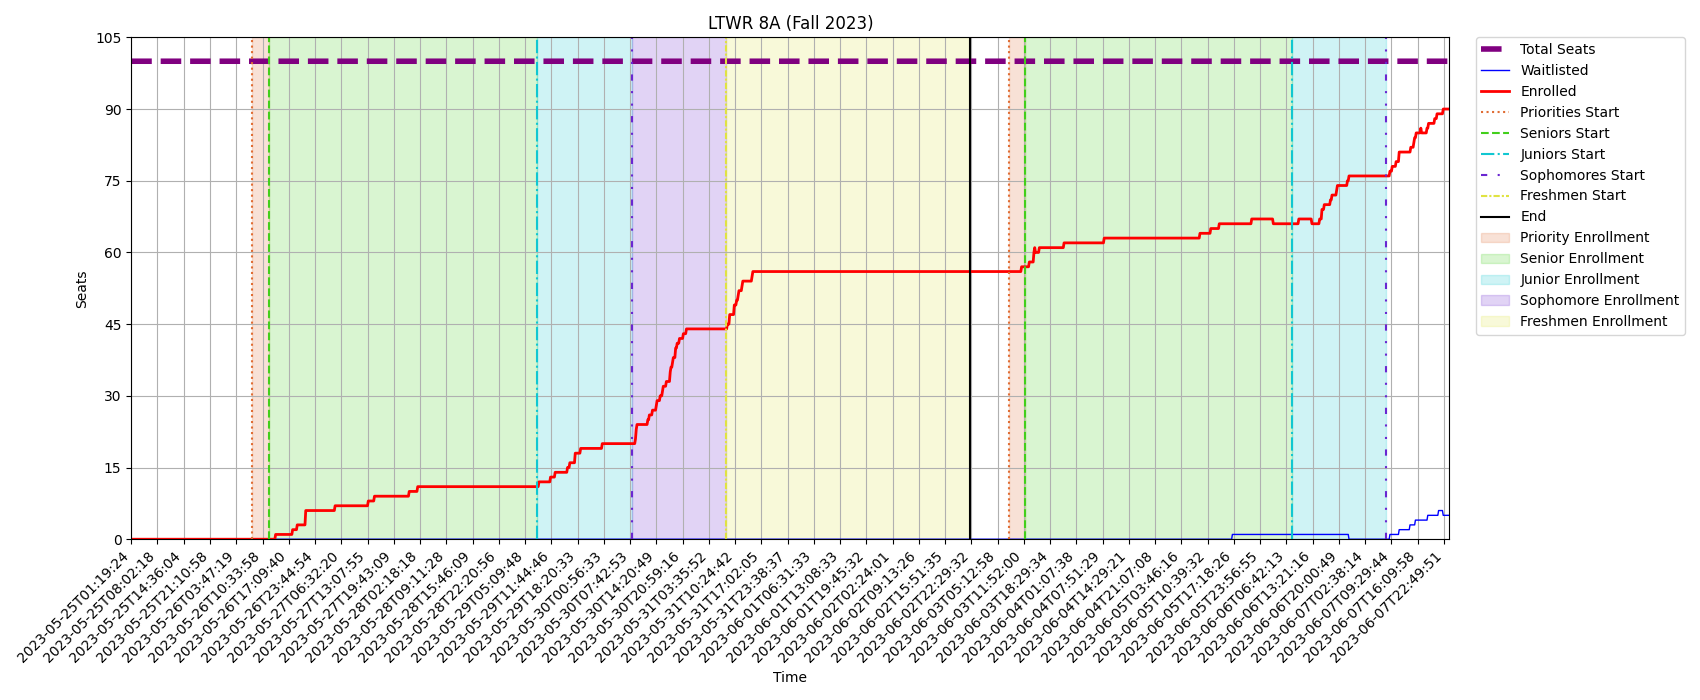 LTWR 8A (Fall 2023)
105
90
75
60
45
30
15
0
Seats
2023-05-25T01:19:24
2023-05-25T08:02:18
2023-05-25T14:36:04
2023-05-25T21:10:58
2023-05-26T03:47:19
2023-05-26T10:33:58
2023-05-26T17:09:40
2023-05-26T23:44:54
2023-05-27T06:32:20
2023-05-27T13:07:55
2023-05-27T19:43:09
2023-05-28T02:18:18
2023-05-28T09:11:28
2023-05-28T15:46:09
2023-05-28T22:20:56
2023-05-29T05:09:48
2023-05-29T11:44:46
2023-05-29T18:20:33
2023-05-30T00:56:33
2023-05-30T07:42:53
2023-05-30T14:20:49
2023-05-30T20:59:16
2023-05-31T03:35:52
2023-05-31T10:24:42
2023-05-31T17:02:05
2023-05-31T23:38:37
2023-06-01T06:31:33
2023-06-01T13:08:33
2023-06-01T19:45:32
2023-06-02T02:24:01
2023-06-02T09:13:26
2023-06-02T15:51:35
2023-06-02T22:29:32
2023-06-03T05:12:58
2023-06-03T11:52:00
2023-06-03T18:29:34
2023-06-04T01:07:38
2023-06-04T07:51:29
2023-06-04T14:29:21
2023-06-04T21:07:08
2023-06-05T03:46:16
2023-06-05T10:39:32
2023-06-05T17:18:26
2023-06-05T23:56:55
2023-06-06T06:42:13
2023-06-06T13:21:16
2023-06-06T20:00:49
2023-06-07T02:38:14
2023-06-07T09:29:44
2023-06-07T16:09:58
2023-06-07T22:49:51
Time
Total Seats
Waitlisted
Enrolled
Priorities Start
Seniors Start
Juniors Start
Sophomores Start
Freshmen Start
End
Priority Enrollment
Senior Enrollment
Junior Enrollment
Sophomore Enrollment
Freshmen Enrollment